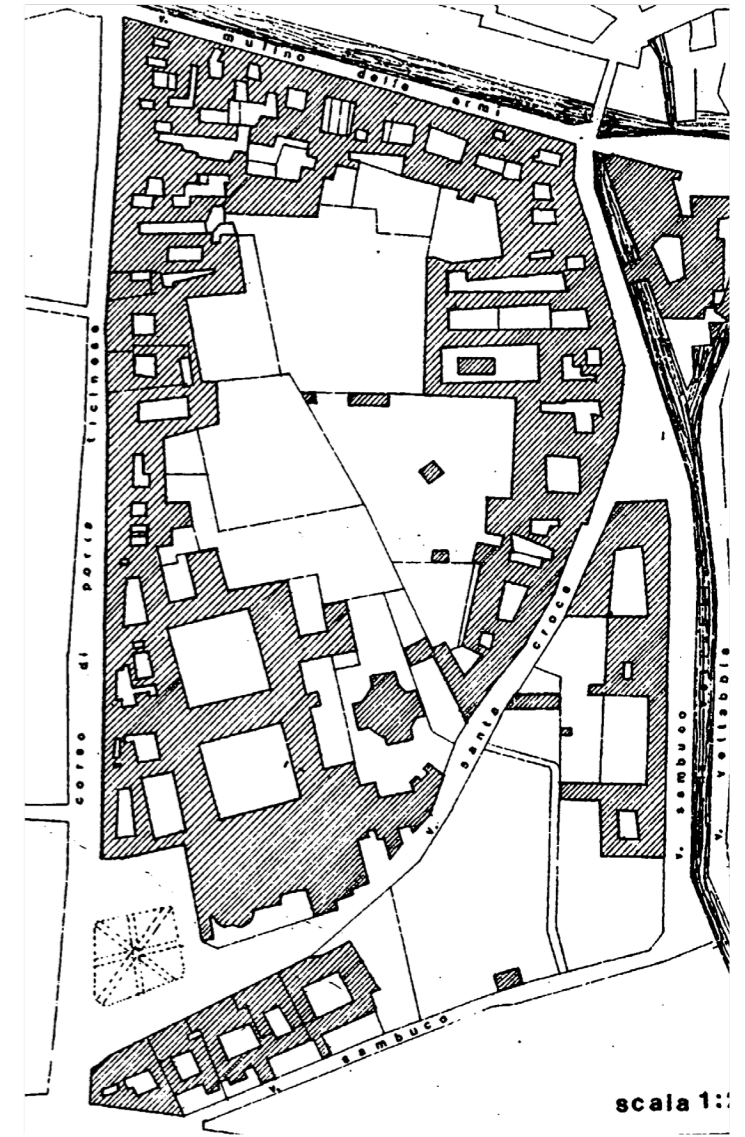 v. mulino delle armi
corso di porta ticinese
v. santa croce
v. sambuco
v. vettabbia
v. sambuco
scala 1: